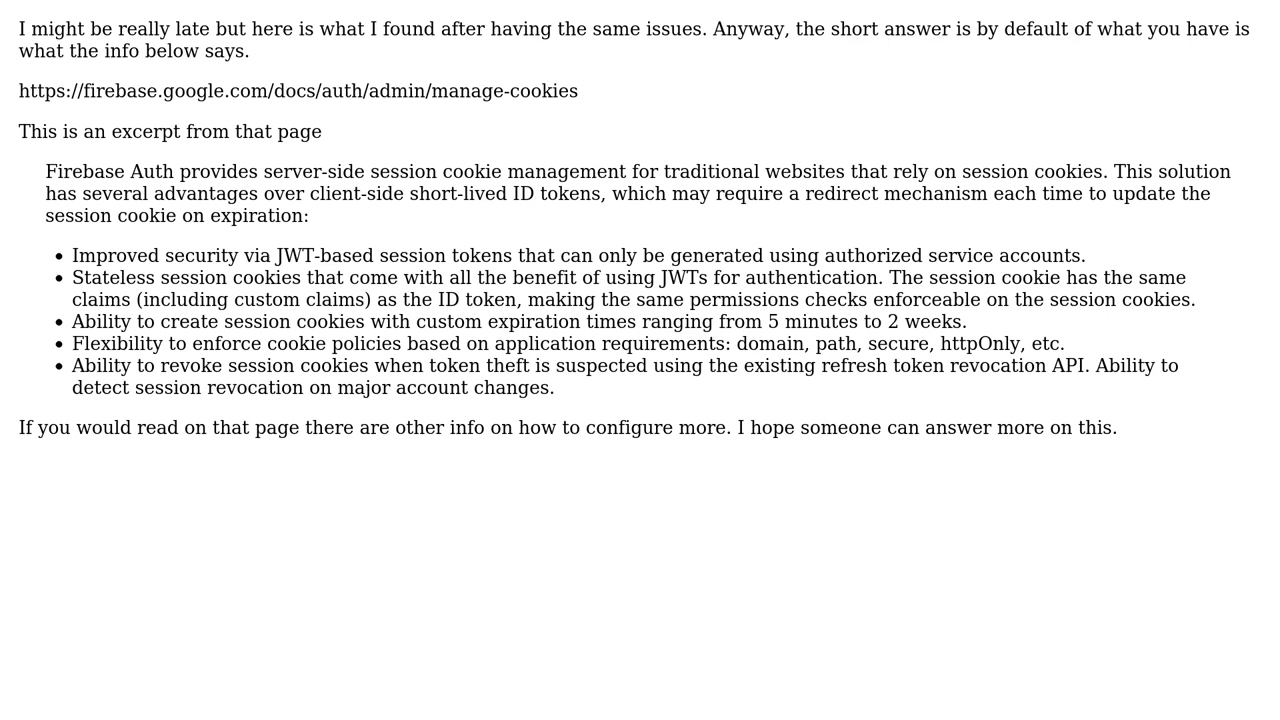 I might be really late but here is what I found after having the same issues. Anyway, the short answer is by default of what you have is
what the info below says.
https://firebase.google.com/docs/auth/admin/manage-cookies
This is an excerpt from that page
Firebase Auth provides server-side session cookie management for traditional websites that rely on session cookies. This solution
has several advantages over client-side short-lived ID tokens, which may require a redirect mechanism each time to update the
session cookie on expiration:
• Improved security via JWT-based session tokens that can only be generated using authorized service accounts.
• Stateless session cookies that come with all the benefit of using JWTs for authentication. The session cookie has the same
claims (including custom claims) as the ID token, making the same permissions checks enforceable on the session cookies.
• Ability to create session cookies with custom expiration times ranging from 5 minutes to 2 weeks.
• Flexibility to enforce cookie policies based on application requirements: domain, path, secure, httpOnly, etc.
• Ability to revoke session cookies when token theft is suspected using the existing refresh token revocation API. Ability to
detect session revocation on major account changes.
If you would read on that page there are other info on how to configure more. I hope someone can answer more on this.